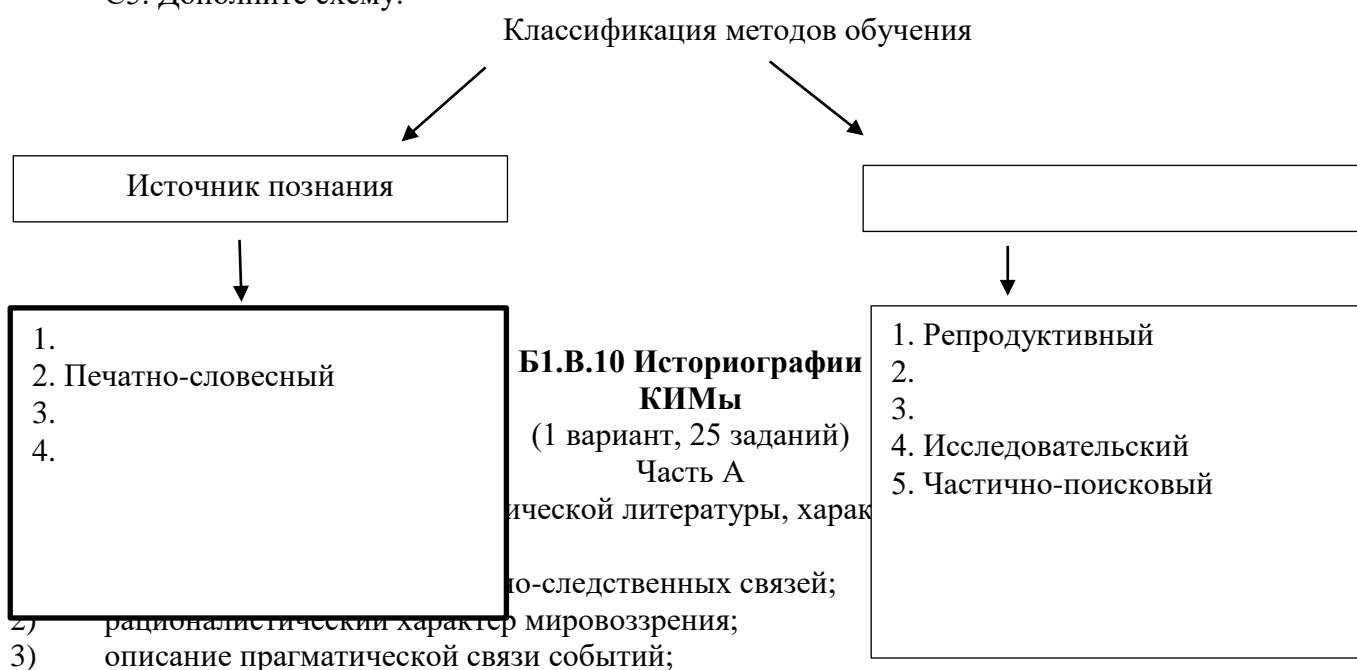 С5. Дополните схему.
Классификация методов обучения
Источник познания
1.
2. Печатно-словесный
3.
4.
1. Репродуктивный
2.
3.
4. Исследовательский
5. Частично-поисковый
Б1.В.10 Историографии
КИМы
(1 вариант, 25 заданий)
Часть А
ической литературы, харак
но-следственных связей;
2) рационалистический характер мировоззрения;
3) описание прагматической связи событий;